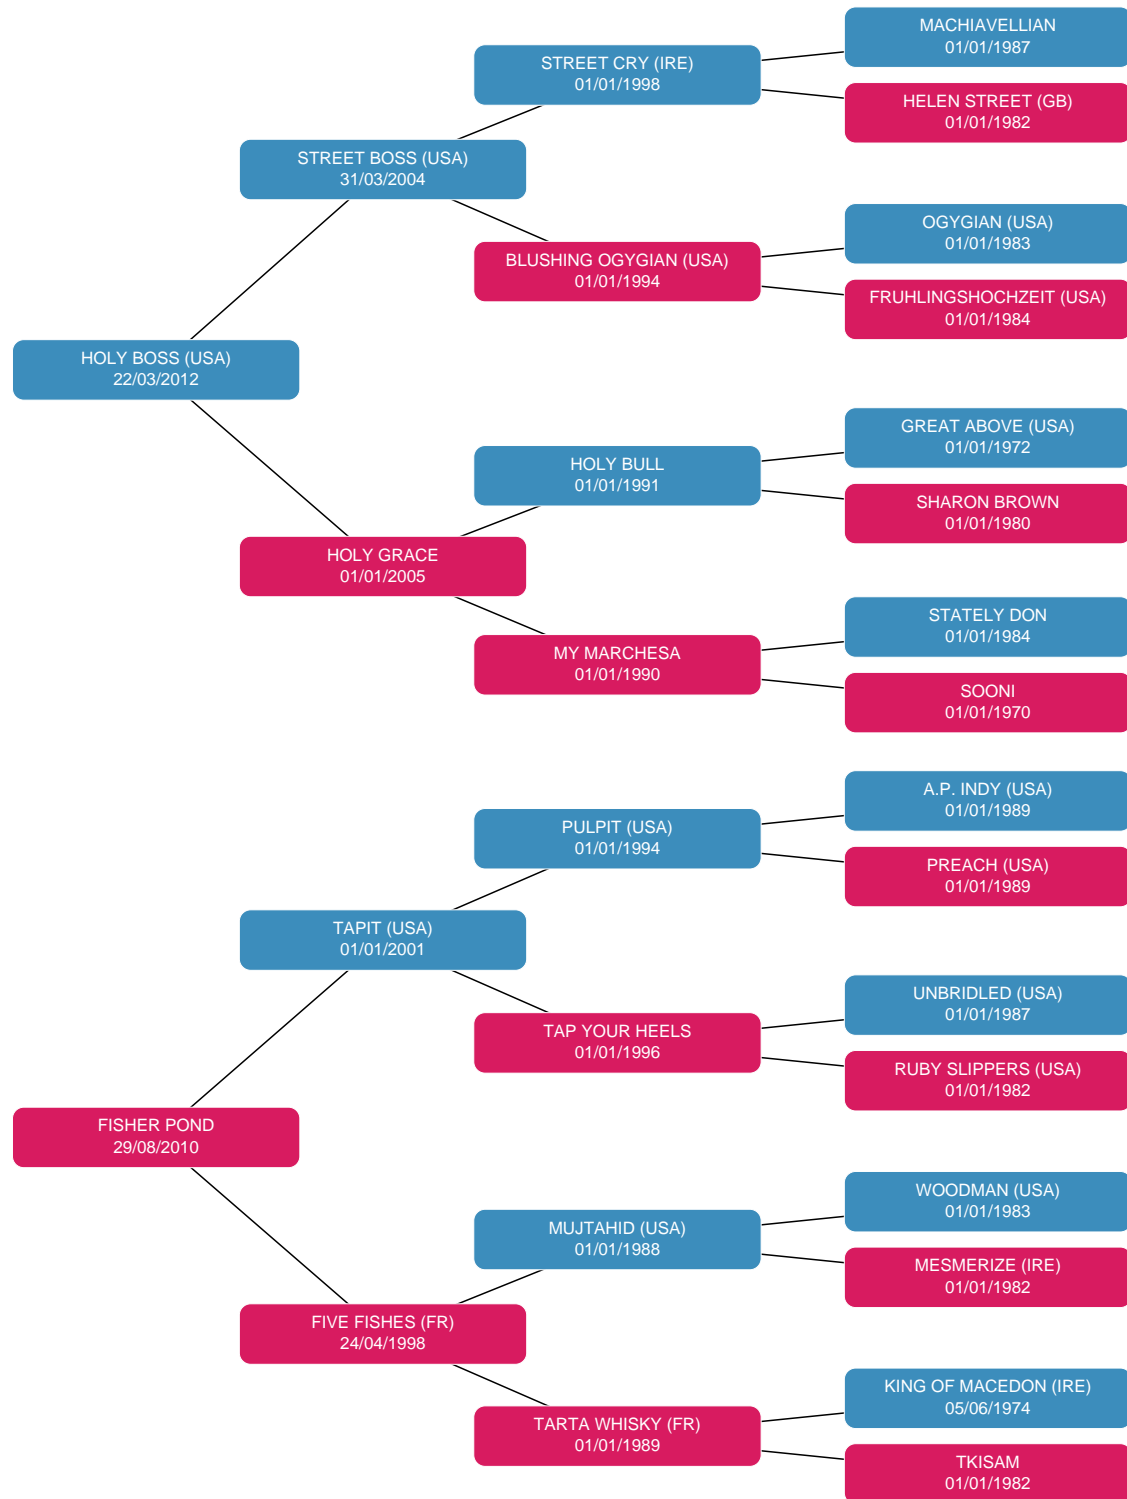 MACHIAVELLIAN
01/01/1987
STREET CRY (IRE)
01/01/1998
HELEN STREET (GB)
01/01/1982
STREET BOSS (USA)
31/03/2004
OGYGIAN (USA)
01/01/1983
BLUSHING OGYGIAN (USA)
01/01/1994
FRUHLINGSHOCHZEIT (USA)
01/01/1984
HOLY BOSS (USA)
22/03/2012
GREAT ABOVE (USA)
01/01/1972
HOLY BULL
01/01/1991
SHARON BROWN
01/01/1980
HOLY GRACE
01/01/2005
STATELY DON
01/01/1984
MY MARCHESA
01/01/1990
SOONI
01/01/1970
A.P. INDY (USA)
01/01/1989
PULPIT (USA)
01/01/1994
PREACH (USA)
01/01/1989
TAPIT (USA)
01/01/2001
UNBRIDLED (USA)
01/01/1987
TAP YOUR HEELS
01/01/1996
RUBY SLIPPERS (USA)
01/01/1982
FISHER POND
29/08/2010
WOODMAN (USA)
01/01/1983
MUJTAHID (USA)
01/01/1988
MESMERIZE (IRE)
01/01/1982
FIVE FISHES (FR)
24/04/1998
KING OF MACEDON (IRE)
05/06/1974
TARTA WHISKY (FR)
01/01/1989
TKISAM
01/01/1982